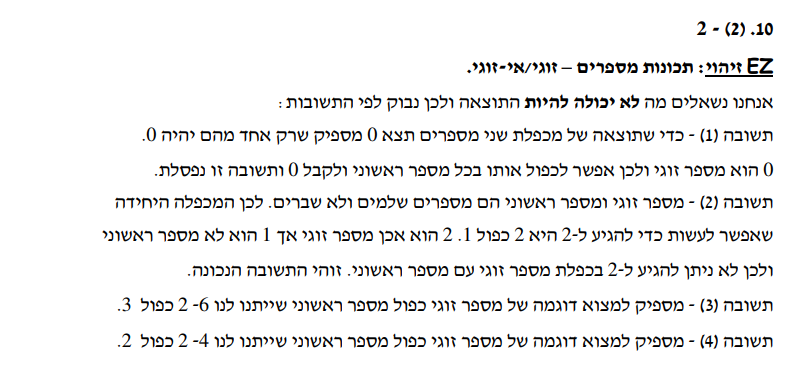 10. (2) - 2
EZ זיהוי: תכונות מספרים – זוגי/אי-זוגי.
אנחנו נשאלים מה לא יכולה להיות התוצאה ולכן נבוק לפי התשובות:
תשובה (1) - כדי שתוצאה של מכפלת שני מספרים תצא 0 מספיק שרק אחד מהם יהיה 0.
0 הוא מספר זוגי ולכן אפשר לכפול אותו בכל מספר ראשוני ולקבל 0 ותשובה זו נפסלת.
תשובה (2) - מספר זוגי ומספר ראשוני הם מספרים שלמים ולא שברים. לכן המכפלה היחידה
שאפשר לעשות כדי להגיע ל-2 היא 2 כפול 1. 2 הוא אכן מספר זוגי אך 1 הוא לא מספר ראשוני
ולכן לא ניתן להגיע ל-2 בכפלת מספר זוגי עם מספר ראשוני. זוהי התשובה הנכונה.
תשובה (3) - מספיק למצוא דוגמה של מספר זוגי כפול מספר ראשוני שייתנו לנו 6- 2 כפול 3.
תשובה (4) - מספיק למצוא דוגמה של מספר זוגי כפול מספר ראשוני שייתנו לנו 4- 2 כפול 2.